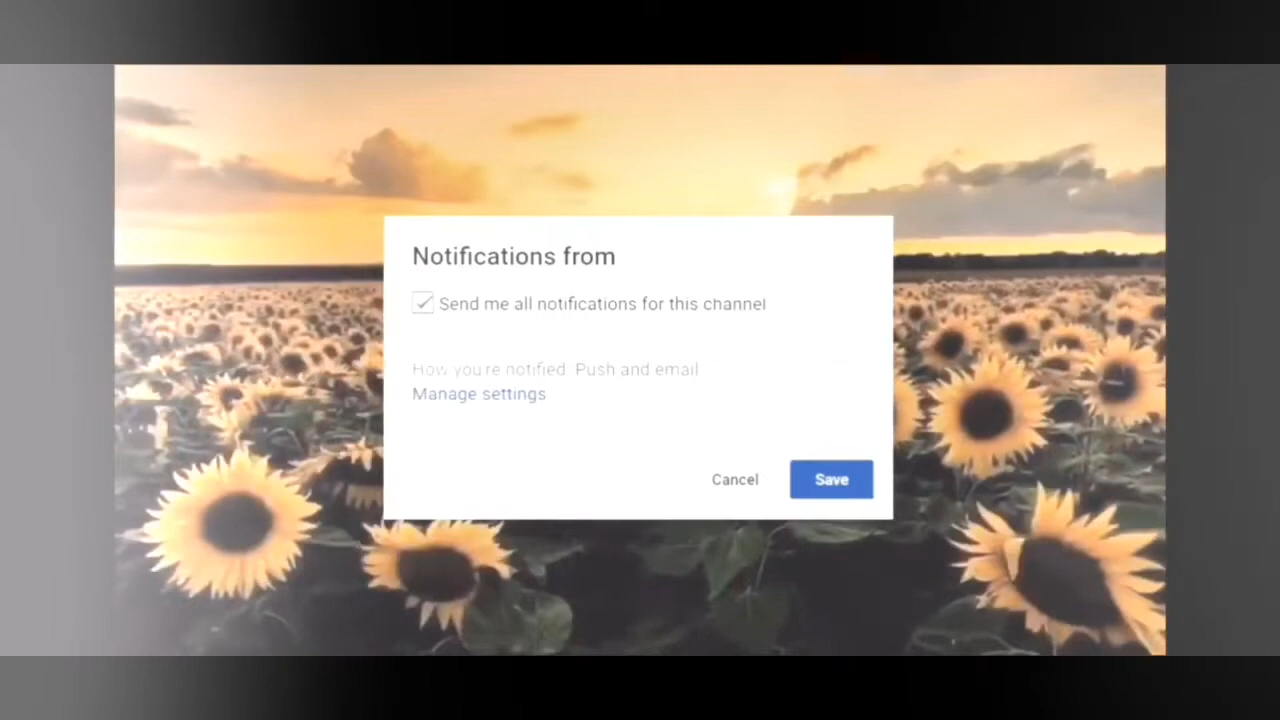 Notifications from
Send me all notifications for this channel
How you're notified: Push and email
Manage settings
Cancel
Save